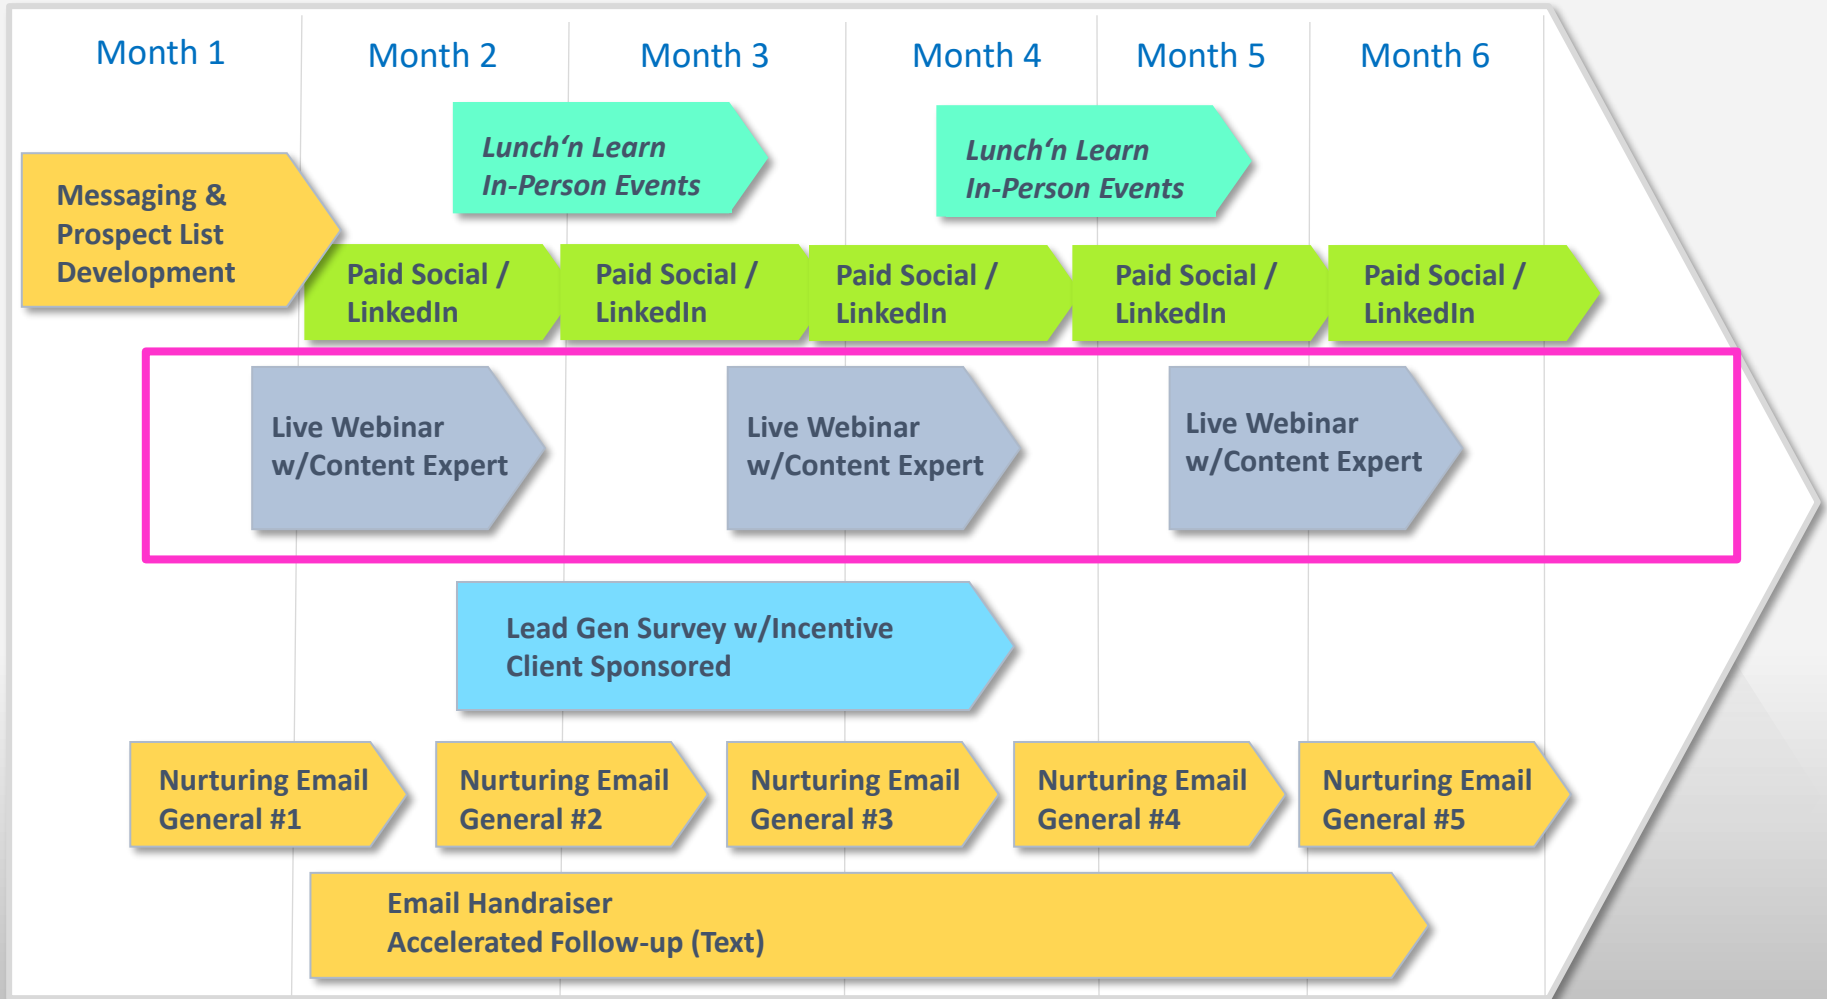 Month 1
Month 2
Month 3
Month 4
Month 5
Month 6
Lunch‘n Learn
In-Person Events
Lunch‘n Learn
In-Person Events
Messaging &
Prospect List
Development
Paid Social /
LinkedIn
Paid Social /
LinkedIn
Paid Social /
LinkedIn
Paid Social /
LinkedIn
Paid Social /
LinkedIn
Live Webinar
w/Content Expert
Live Webinar
w/Content Expert
Live Webinar
w/Content Expert
Lead Gen Survey w/Incentive
Client Sponsored
Nurturing Email
General #1
Nurturing Email
General #2
Nurturing Email
General #3
Nurturing Email
General #4
Nurturing Email
General #5
Email Handraiser
Accelerated Follow-up (Text)